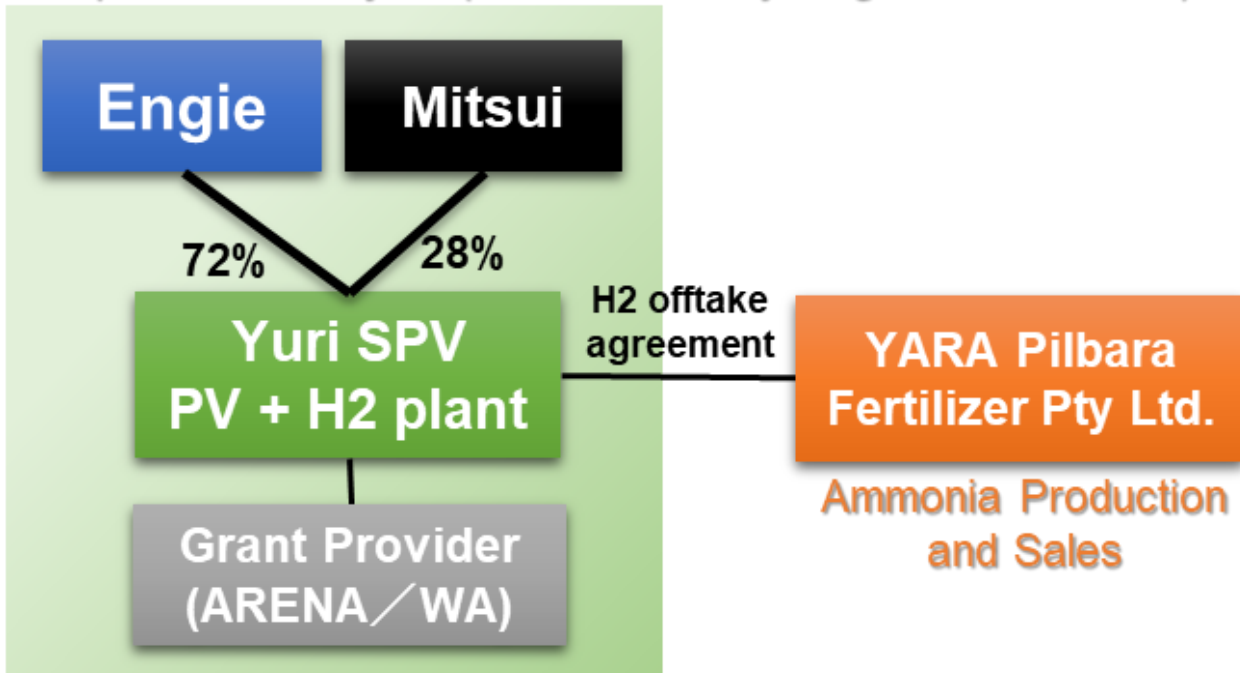 Engie
Mitsui
72%
28%
Yuri SPV
PV + H2 plant
H2 offtake
agreement
YARA Pilbara
Fertilizer Pty Ltd.
Ammonia Production
and Sales
Grant Provider
(ARENA／WA)